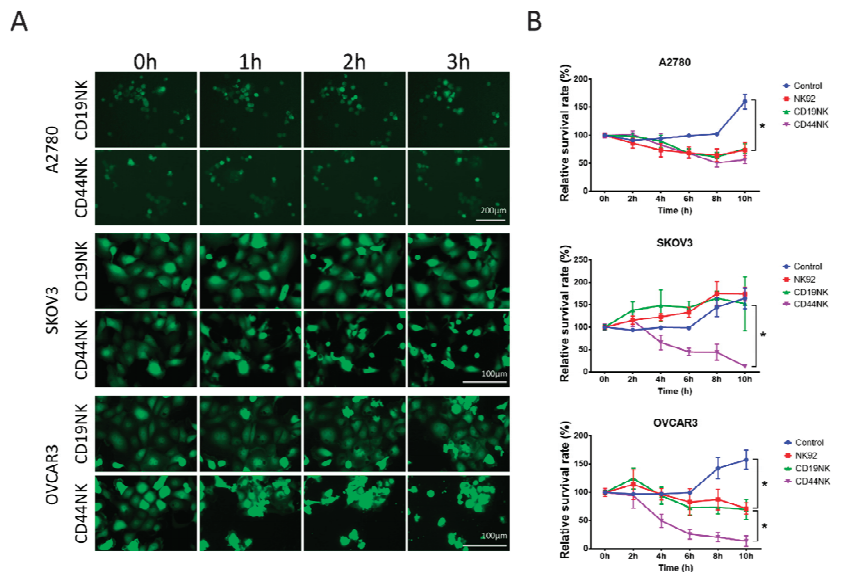 A
0h 1h 2h 3h
A2780
CD19NK
CD44NK
200μm
SKOV3
CD19NK
CD44NK
100μm
OVCAR3
CD19NK
CD44NK
100μm
B
A2780
Relative survival rate (%)
200
150
100
50
0
0h 2h 4h 6h 8h 10h
Time (h)
Control
NK92
CD19NK
CD44NK
*
SKOV3
Relative survival rate (%)
250
200
150
100
50
0
0h 2h 4h 6h 8h 10h
Time (h)
Control
NK92
CD19NK
CD44NK
*
OVCAR3
Relative survival rate (%)
200
150
100
50
0
0h 2h 4h 6h 8h 10h
Time (h)
Control
NK92
CD19NK
CD44NK
*
*